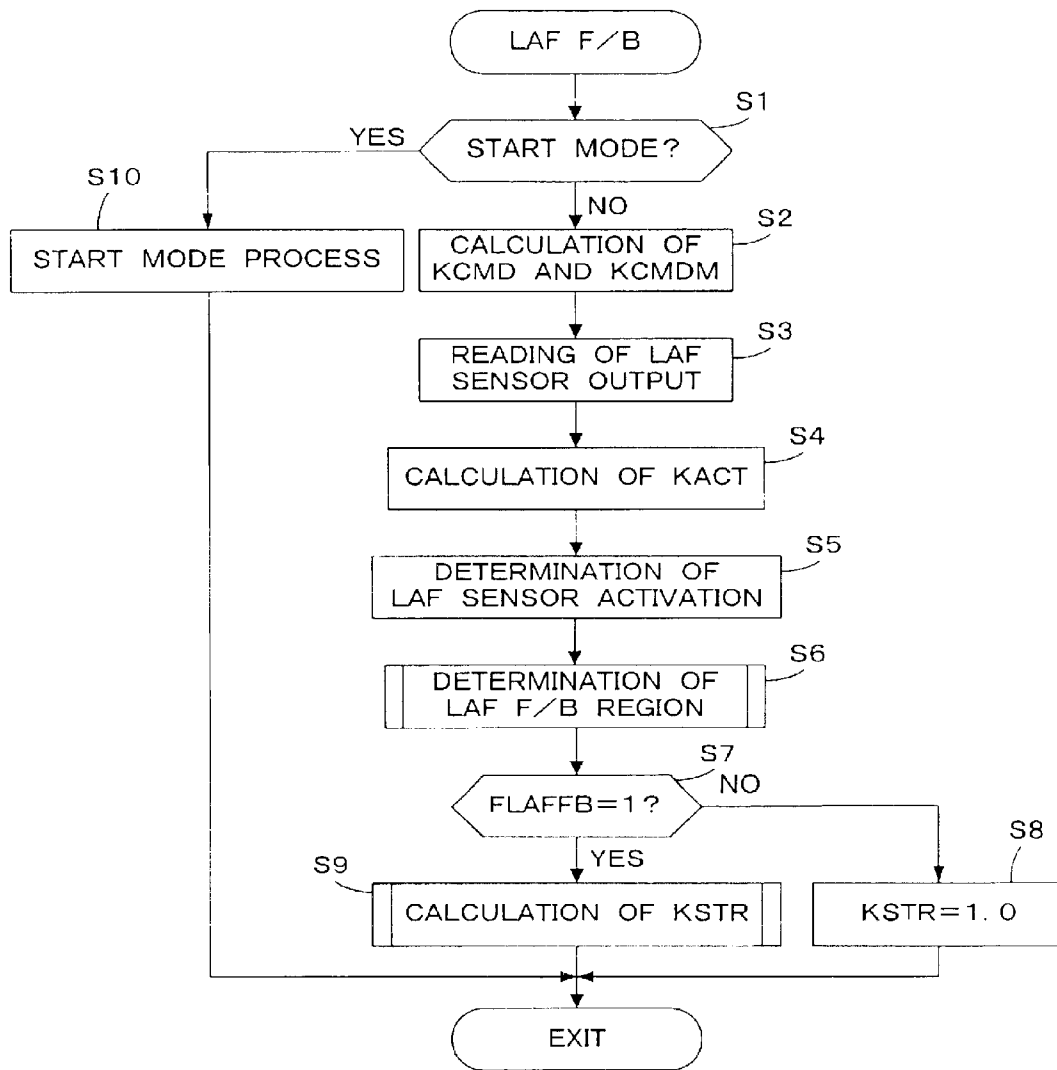 LAF F/B
S1
START MODE?
YES
NO
S10
START MODE PROCESS
S2
CALCULATION OF
KCMD AND KCMDM
S3
READING OF LAF
SENSOR OUTPUT
S4
CALCULATION OF KACT
S5
DETERMINATION OF
LAF SENSOR ACTIVATION
S6
DETERMINATION OF
LAF F/B REGION
S7
FLAFFB=1?
NO
YES
S9
CALCULATION OF KSTR
S8
KSTR=1.0
EXIT